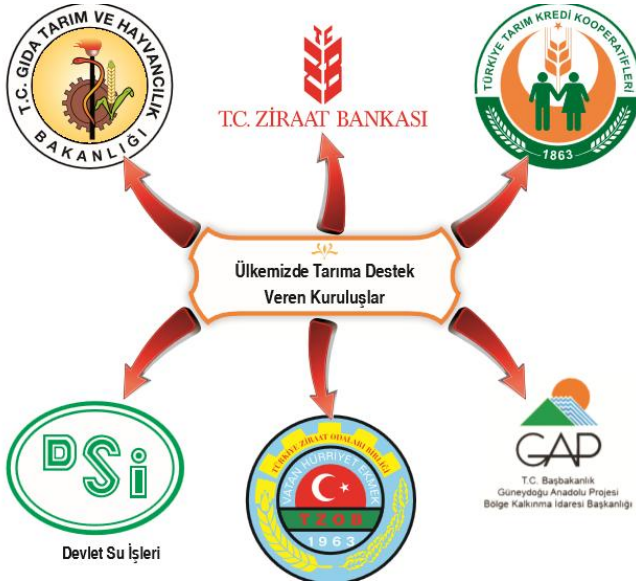 T.C. GIDA TARIM VE HAYVANCILIK
BAKANLIĞI
TC
T.C. ZİRAAT BANKASI
TÜRKİYE TARIM KREDİ KOOPERATİFLERİ
1863
Ülkemizde Tarıma Destek
Veren Kuruluşlar
DSİ
Devlet Su İşleri
TÜRKİYE ZİRAAT ODALARI BİRLİĞİ
VATAN HÜRRİYET EKMEK
TZOB
1963
GAP
T.C. Başbakanlık
Güneydoğu Anadolu Projesi
Bölge Kalkınma İdaresi Başkanlığı